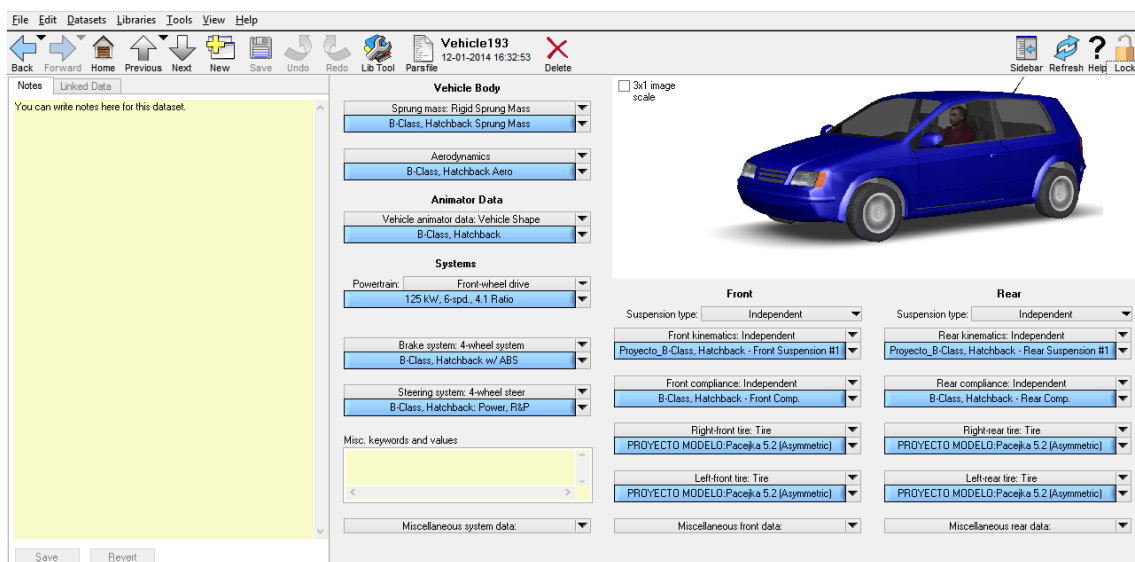 File Edit Datasets Libraries Tools View Help
Vehicle193
12-01-2014 16:32:53
Back Forward Home Previous Next New Save Undo Redo Lib Tool Parsfile Delete Sidebar Refresh Help Lock
Notes Linked Data
You can write notes here for this dataset.
Save Revert
Vehicle Body
Sprung mass: Rigid Sprung Mass
B-Class, Hatchback Sprung Mass
Aerodynamics
B-Class, Hatchback Aero
Animator Data
Vehicle animator data: Vehicle Shape
B-Class, Hatchback
Systems
Powertrain: Front-wheel drive
125 kW, 6-spd., 4.1 Ratio
Brake system: 4-wheel system
B-Class, Hatchback w/ ABS
Steering system: 4-wheel steer
B-Class, Hatchback: Power, R&P
Misc. keywords and values
Miscellaneous system data:
3x1 image
scale
Front
Suspension type: Independent
Front kinematics: Independent
Proyecto_B-Class, Hatchback - Front Suspension #1
Front compliance: Independent
B-Class, Hatchback - Front Comp.
Right-front tire: Tire
PROYECTO MODELO:Pacejka 5.2 (Asymmetric)
Left-front tire: Tire
PROYECTO MODELO:Pacejka 5.2 (Asymmetric)
Miscellaneous front data:
Rear
Suspension type: Independent
Rear kinematics: Independent
Proyecto_B-Class, Hatchback - Rear Suspension #1
Rear compliance: Independent
B-Class, Hatchback - Rear Comp.
Right-rear tire: Tire
PROYECTO MODELO:Pacejka 5.2 (Asymmetric)
Left-rear tire: Tire
PROYECTO MODELO:Pacejka 5.2 (Asymmetric)
Miscellaneous rear data: